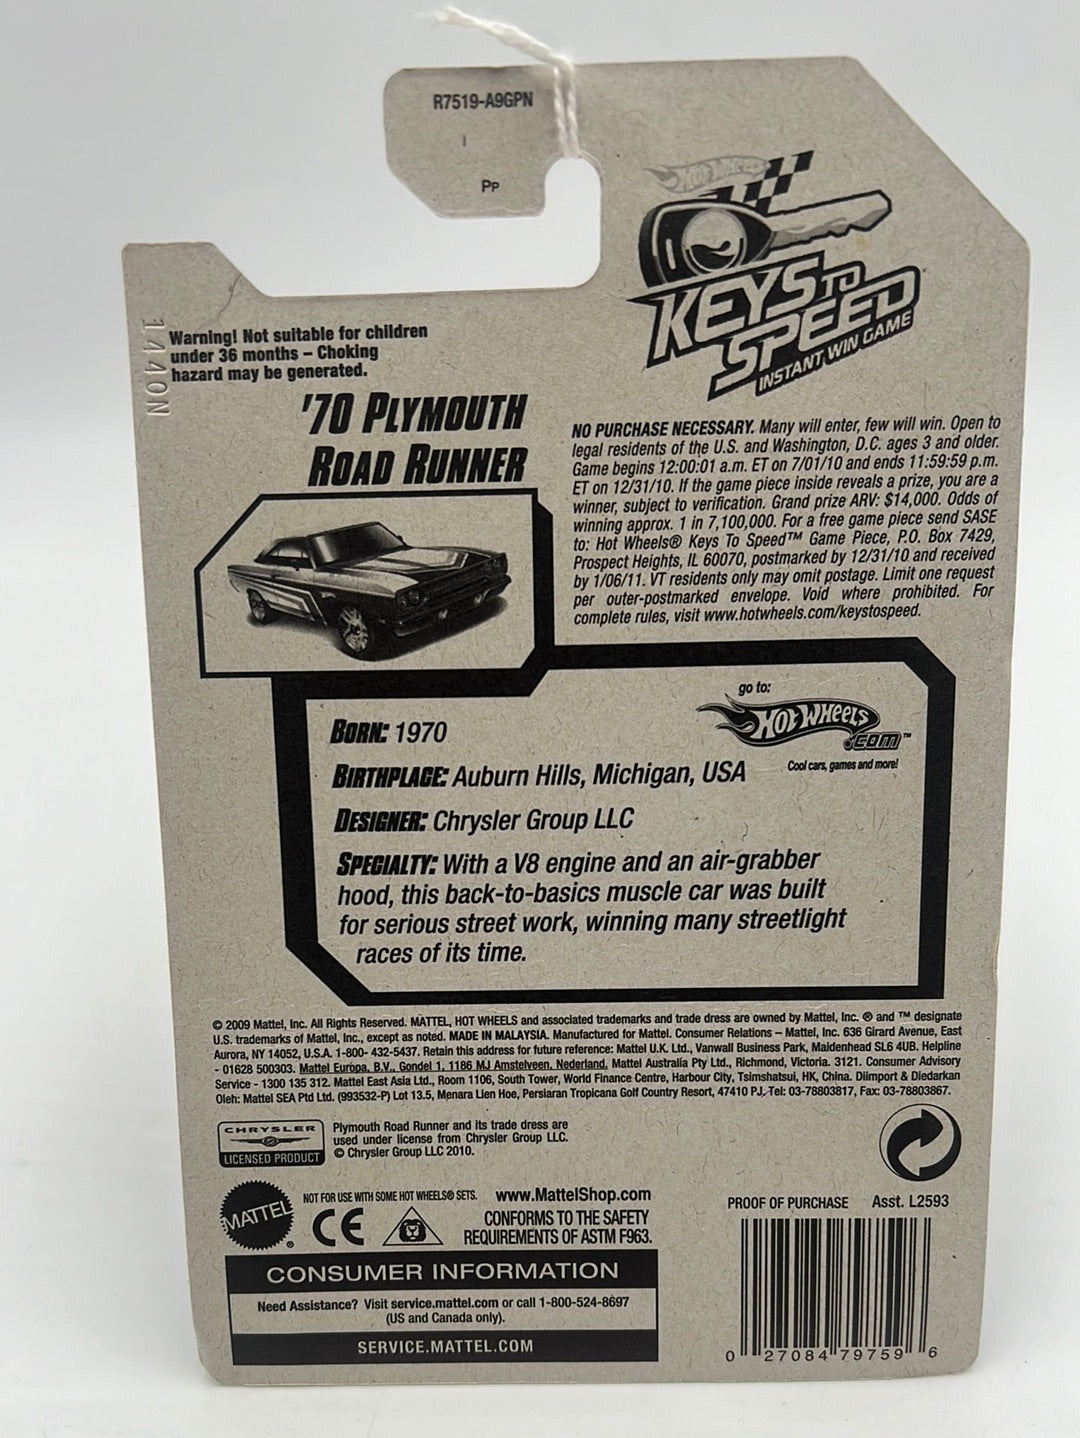 R7519-A9GPN
I
PP
1440N
HOT WHEELS
KEYS TO
SPEED
INSTANT WIN GAME
Warning! Not suitable for children
under 36 months – Choking
hazard may be generated.
'70 PLYMOUTH
ROAD RUNNER
NO PURCHASE NECESSARY. Many will enter, few will win. Open to
legal residents of the U.S. and Washington, D.C. ages 3 and older.
Game begins 12:00:01 a.m. ET on 7/01/10 and ends 11:59:59 p.m.
ET on 12/31/10. If the game piece inside reveals a prize, you are a
winner, subject to verification. Grand prize ARV: $14,000. Odds of
winning approx. 1 in 7,100,000. For a free game piece send SASE
to: Hot Wheels® Keys To Speed™ Game Piece, P.O. Box 7429,
Prospect Heights, IL 60070, postmarked by 12/31/10 and received
by 1/06/11. VT residents only may omit postage. Limit one request
per outer-postmarked envelope. Void where prohibited. For
complete rules, visit www.hotwheels.com/keystospeed.
go to:
HOT WHEELS
.COM™
Cool cars, games and more!
BORN: 1970
BIRTHPLACE: Auburn Hills, Michigan, USA
DESIGNER: Chrysler Group LLC
SPECIALTY: With a V8 engine and an air-grabber
hood, this back-to-basics muscle car was built
for serious street work, winning many streetlight
races of its time.
© 2009 Mattel, Inc. All Rights Reserved. MATTEL, HOT WHEELS and associated trademarks and trade dress are owned by Mattel, Inc. ® and ™ designate
U.S. trademarks of Mattel, Inc., except as noted. MADE IN MALAYSIA. Manufactured for Mattel. Consumer Relations – Mattel, Inc. 636 Girard Avenue, East
Aurora, NY 14052, U.S.A. 1-800- 432-5437. Retain this address for future reference: Mattel U.K. Ltd., Vanwall Business Park, Maidenhead SL6 4UB. Helpline
- 01628 500303. Mattel Europa, B.V., Gondel 1, 1186 MJ Amstelveen, Nederland. Mattel Australia Pty Ltd., Richmond, Victoria. 3121. Consumer Advisory
Service - 1300 135 312. Mattel East Asia Ltd., Room 1106, South Tower, World Finance Centre, Harbour City, Tsimshatsui, HK, China. Diimport & Diedarkan
Oleh: Mattel SEA Ptd Ltd. (993532-P) Lot 13.5, Menara Lien Hoe, Persiaran Tropicana Golf Country Resort, 47410 PJ. Tel: 03-78803817, Fax: 03-78803867.
CHRYSLER
LICENSED PRODUCT
Plymouth Road Runner and its trade dress are
used under license from Chrysler Group LLC.
© Chrysler Group LLC 2010.
MATTEL®
NOT FOR USE WITH SOME HOT WHEELS® SETS. www.MattelShop.com
CE
CONFORMS TO THE SAFETY
REQUIREMENTS OF ASTM F963.
PROOF OF PURCHASE Asst. L2593
CONSUMER INFORMATION
Need Assistance? Visit service.mattel.com or call 1-800-524-8697
(US and Canada only).
SERVICE.MATTEL.COM
0 27084 79759 6